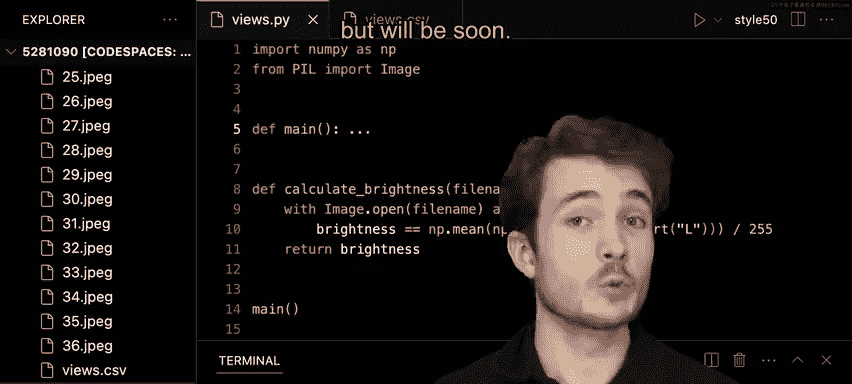 EXPLORER ...
views.py
views.csv
style50
but will be soon.
5281090 [CODESPACES: ...
25.jpeg
26.jpeg
27.jpeg
28.jpeg
29.jpeg
30.jpeg
31.jpeg
32.jpeg
33.jpeg
34.jpeg
35.jpeg
36.jpeg
views.csv
1 import numpy as np
2 from PIL import Image
3
4
5 def main(): ...
6
7
8 def calculate_brightness(filena
9 with Image.open(filename) a
10 brightness == np.mean(np rt("L"))) / 255
11 return brightness
12
13
14 main()
15
TERMINAL